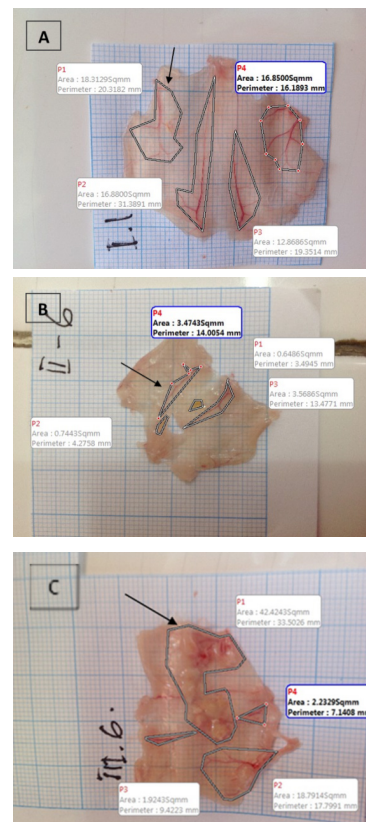 A
P1
Area : 18.3129Sqmm
Perimeter : 20.3182 mm
P4
Area : 16.8500Sqmm
Perimeter : 16.1893 mm
P2
Area : 16.8800Sqmm
Perimeter : 31.3891 mm
P3
Area : 12.8686Sqmm
Perimeter : 19.3514 mm
I.1
B
II-6
P4
Area : 3.4743Sqmm
Perimeter : 14.0054 mm
P1
Area : 0.6486Sqmm
Perimeter : 3.4945 mm
P3
Area : 3.5686Sqmm
Perimeter : 13.4771 mm
P2
Area : 0.7443Sqmm
Perimeter : 4.2758 mm
C
P1
Area : 42.4243Sqmm
Perimeter : 33.5026 mm
P4
Area : 2.2329Sqmm
Perimeter : 7.1408 m
III.6.
P3
Area : 1.9243Sqmm
Perimeter : 9.4223 mm
P2
Area : 18.7914Sqmm
Perimeter : 17.7991 mm